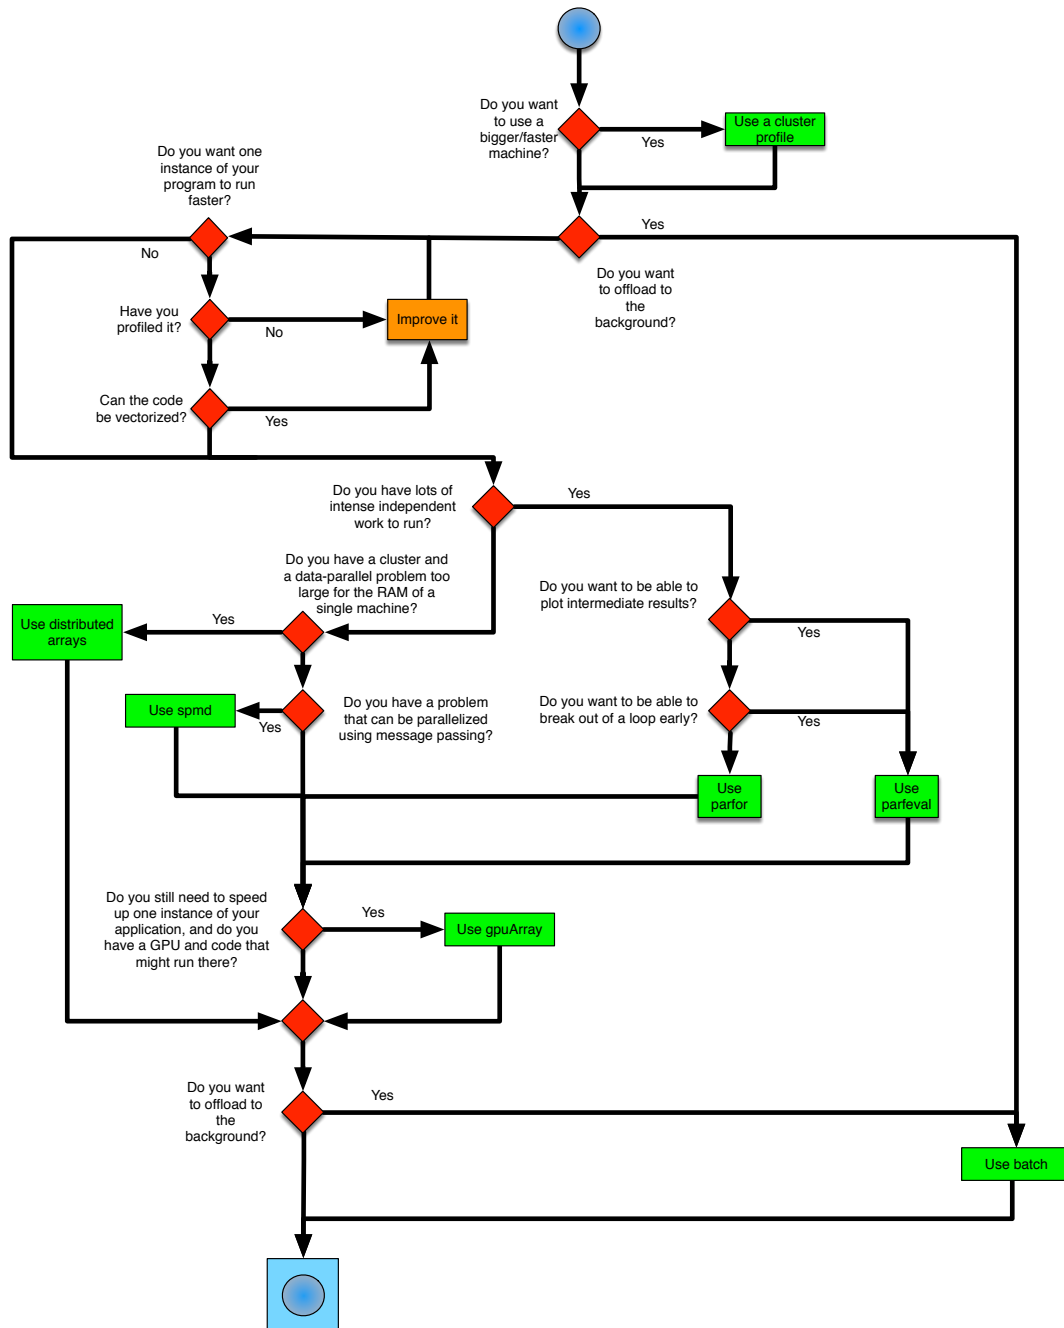 Do you want
to use a
bigger/faster
machine?
Yes
Use a cluster
profile
Do you want one
instance of your
program to run
faster?
No
Yes
Do you want
to offload to
the
background?
Have you
profiled it?
No
Improve it
Can the code
be vectorized?
Yes
Do you have lots of
intense independent
work to run?
Yes
Do you have a cluster and
a data-parallel problem too
large for the RAM of a
single machine?
Yes
Use distributed
arrays
Do you want to be able to
plot intermediate results?
Yes
Use spmd
Yes
Do you have a problem
that can be parallelized
using message passing?
Do you want to be able to
break out of a loop early?
Yes
Use
parfor
Use
parfeval
Do you still need to speed
up one instance of your
application, and do you
have a GPU and code that
might run there?
Yes
Use gpuArray
Do you want
to offload to
the
background?
Yes
Use batch